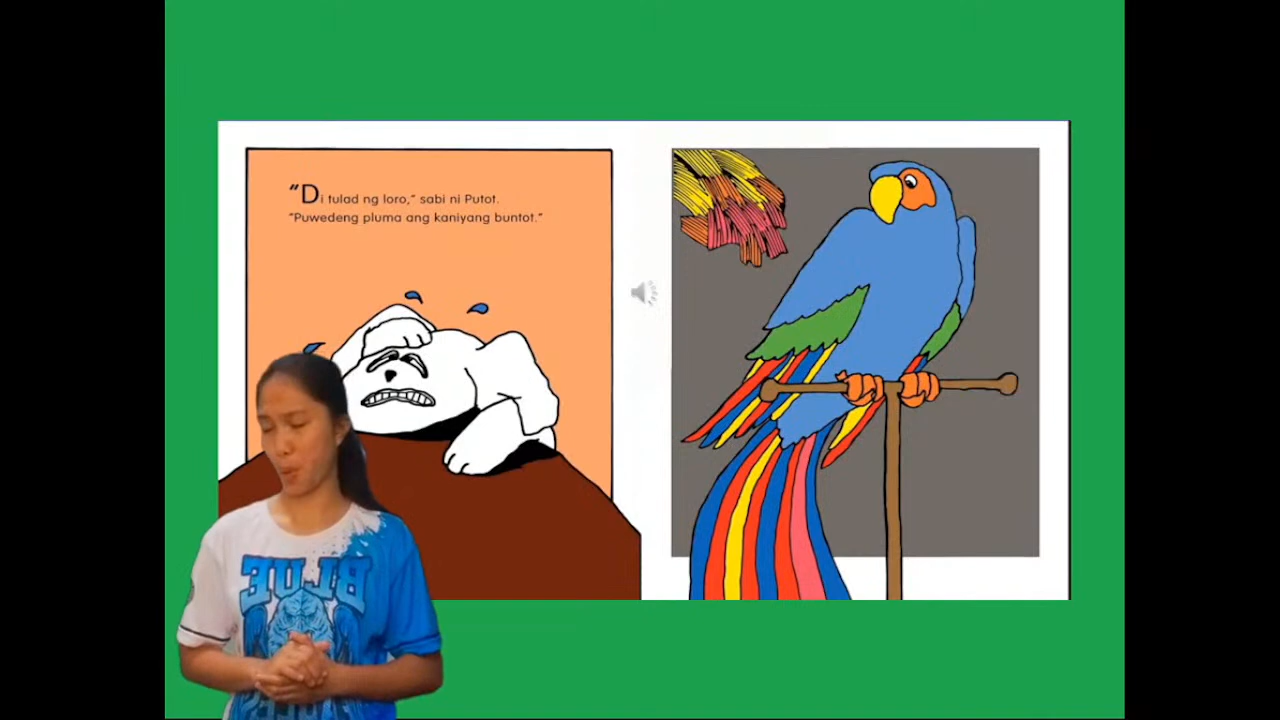 "Di tulad ng loro," sabi ni Putot.
"Puwedeng pluma ang kaniyang buntot."
BLUE